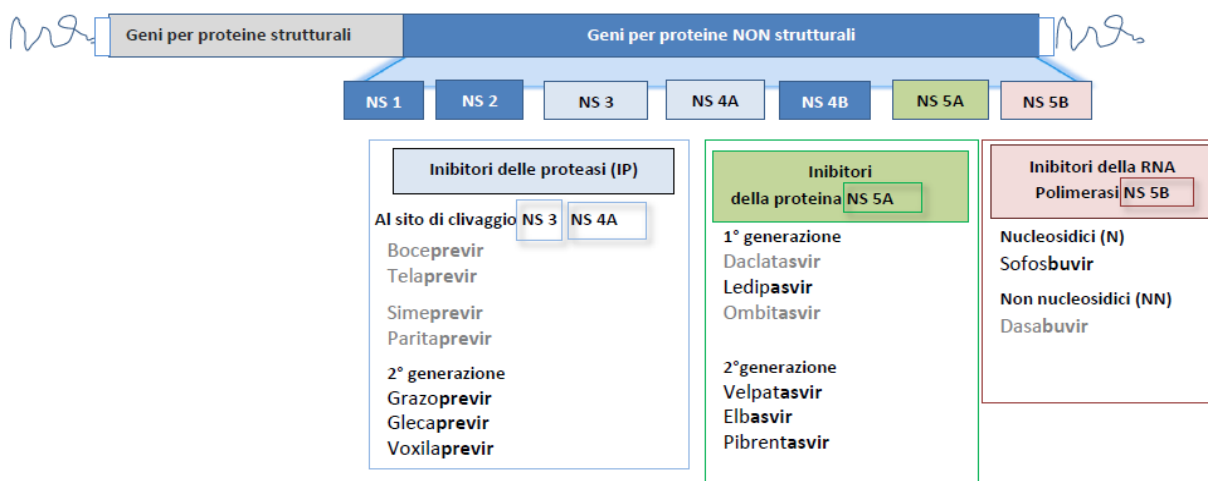 Geni per proteine strutturali
Geni per proteine NON strutturali
NS 1
NS 2
NS 3
NS 4A
NS 4B
NS 5A
NS 5B
Inibitori delle proteasi (IP)
Al sito di clivaggio NS 3 NS 4A
Boceprevir
Telaprevir
Simeprevir
Paritaprevir
2° generazione
Grazoprevir
Glecaprevir
Voxilaprevir
Inibitori
della proteina NS 5A
1° generazione
Daclatasvir
Ledipasvir
Ombitasvir
2°generazione
Velpatasvir
Elbasvir
Pibrentasvir
Inibitori della RNA
Polimerasi NS 5B
Nucleosidici (N)
Sofosbuvir
Non nucleosidici (NN)
Dasabuvir